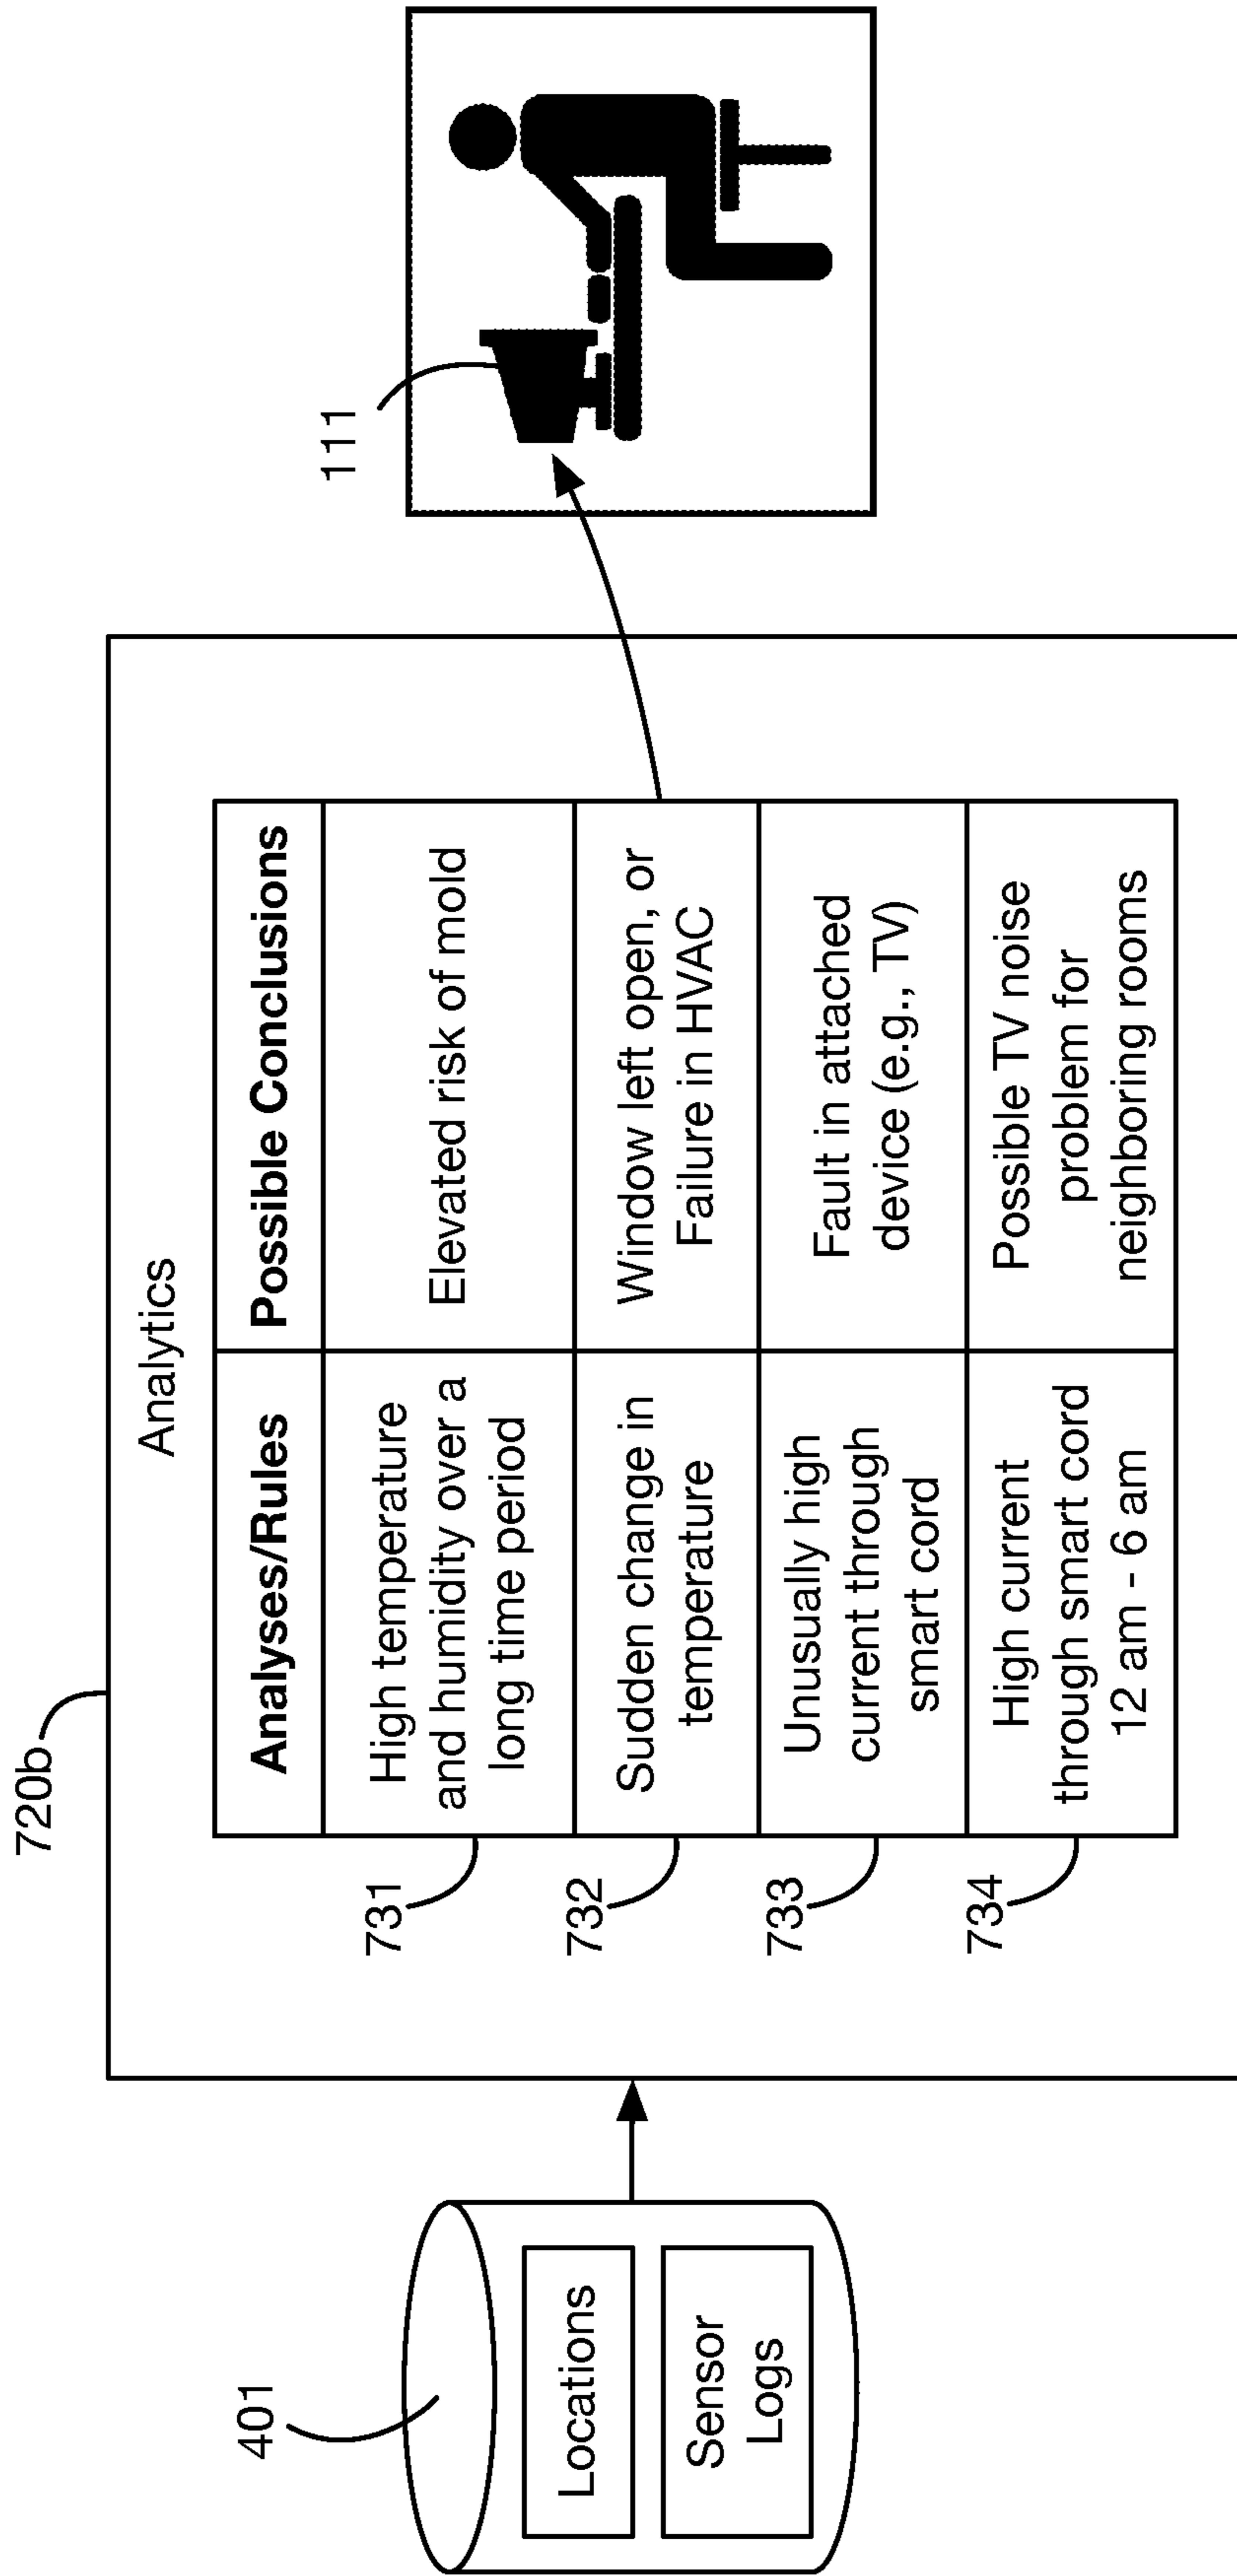 720b
Analytics
401
Locations
Sensor
Logs
Analyses/Rules
Possible Conclusions
731
High temperature
and humidity over a
long time period
Elevated risk of mold
732
Sudden change in
temperature
Window left open, or
Failure in HVAC
733
Unusually high
current through
smart cord
Fault in attached
device (e.g., TV)
734
High current
through smart cord
12 am - 6 am
Possible TV noise
problem for
neighboring rooms
111